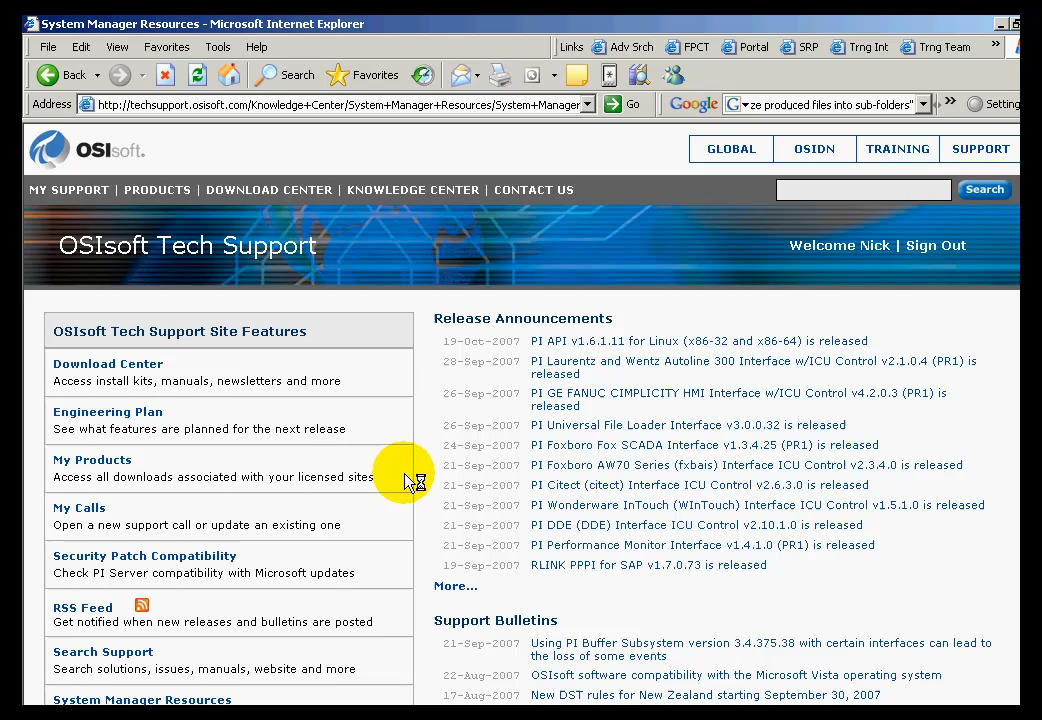 System Manager Resources - Microsoft Internet Explorer
File Edit View Favorites Tools Help
Links Adv Srch FPCT Portal SRP Trng Int Trng Team »
Back Search Favorites
Address http://techsupport.osisoft.com/Knowledge+Center/System+Manager+Resources/System+Manager Go Google ze produced files into sub-folders" » Setting
OSIsoft.
GLOBAL OSIDN TRAINING SUPPORT
MY SUPPORT | PRODUCTS | DOWNLOAD CENTER | KNOWLEDGE CENTER | CONTACT US
Search
OSIsoft Tech Support
Welcome Nick | Sign Out
OSIsoft Tech Support Site Features
Download Center
Access install kits, manuals, newsletters and more
Engineering Plan
See what features are planned for the next release
My Products
Access all downloads associated with your licensed sites
My Calls
Open a new support call or update an existing one
Security Patch Compatibility
Check PI Server compatibility with Microsoft updates
RSS Feed
Get notified when new releases and bulletins are posted
Search Support
Search solutions, issues, manuals, website and more
System Manager Resources
Release Announcements
19-Oct-2007 PI API v1.6.1.11 for Linux (x86-32 and x86-64) is released
28-Sep-2007 PI Laurentz and Wentz Autoline 300 Interface w/ICU Control v2.1.0.4 (PR1) is
released
26-Sep-2007 PI GE FANUC CIMPLICITY HMI Interface w/ICU Control v4.2.0.3 (PR1) is
released
26-Sep-2007 PI Universal File Loader Interface v3.0.0.32 is released
24-Sep-2007 PI Foxboro Fox SCADA Interface v1.3.4.25 (PR1) is released
21-Sep-2007 PI Foxboro AW70 Series (fxbais) Interface ICU Control v2.3.4.0 is released
21-Sep-2007 PI Citect (citect) Interface ICU Control v2.6.3.0 is released
21-Sep-2007 PI Wonderware InTouch (WInTouch) Interface ICU Control v1.5.1.0 is released
21-Sep-2007 PI DDE (DDE) Interface ICU Control v2.10.1.0 is released
21-Sep-2007 PI Performance Monitor Interface v1.4.1.0 (PR1) is released
19-Sep-2007 RLINK PPPI for SAP v1.7.0.73 is released
More...
Support Bulletins
21-Sep-2007 Using PI Buffer Subsystem version 3.4.375.38 with certain interfaces can lead to
the loss of some events
22-Aug-2007 OSIsoft software compatibility with the Microsoft Vista operating system
17-Aug-2007 New DST rules for New Zealand starting September 30, 2007